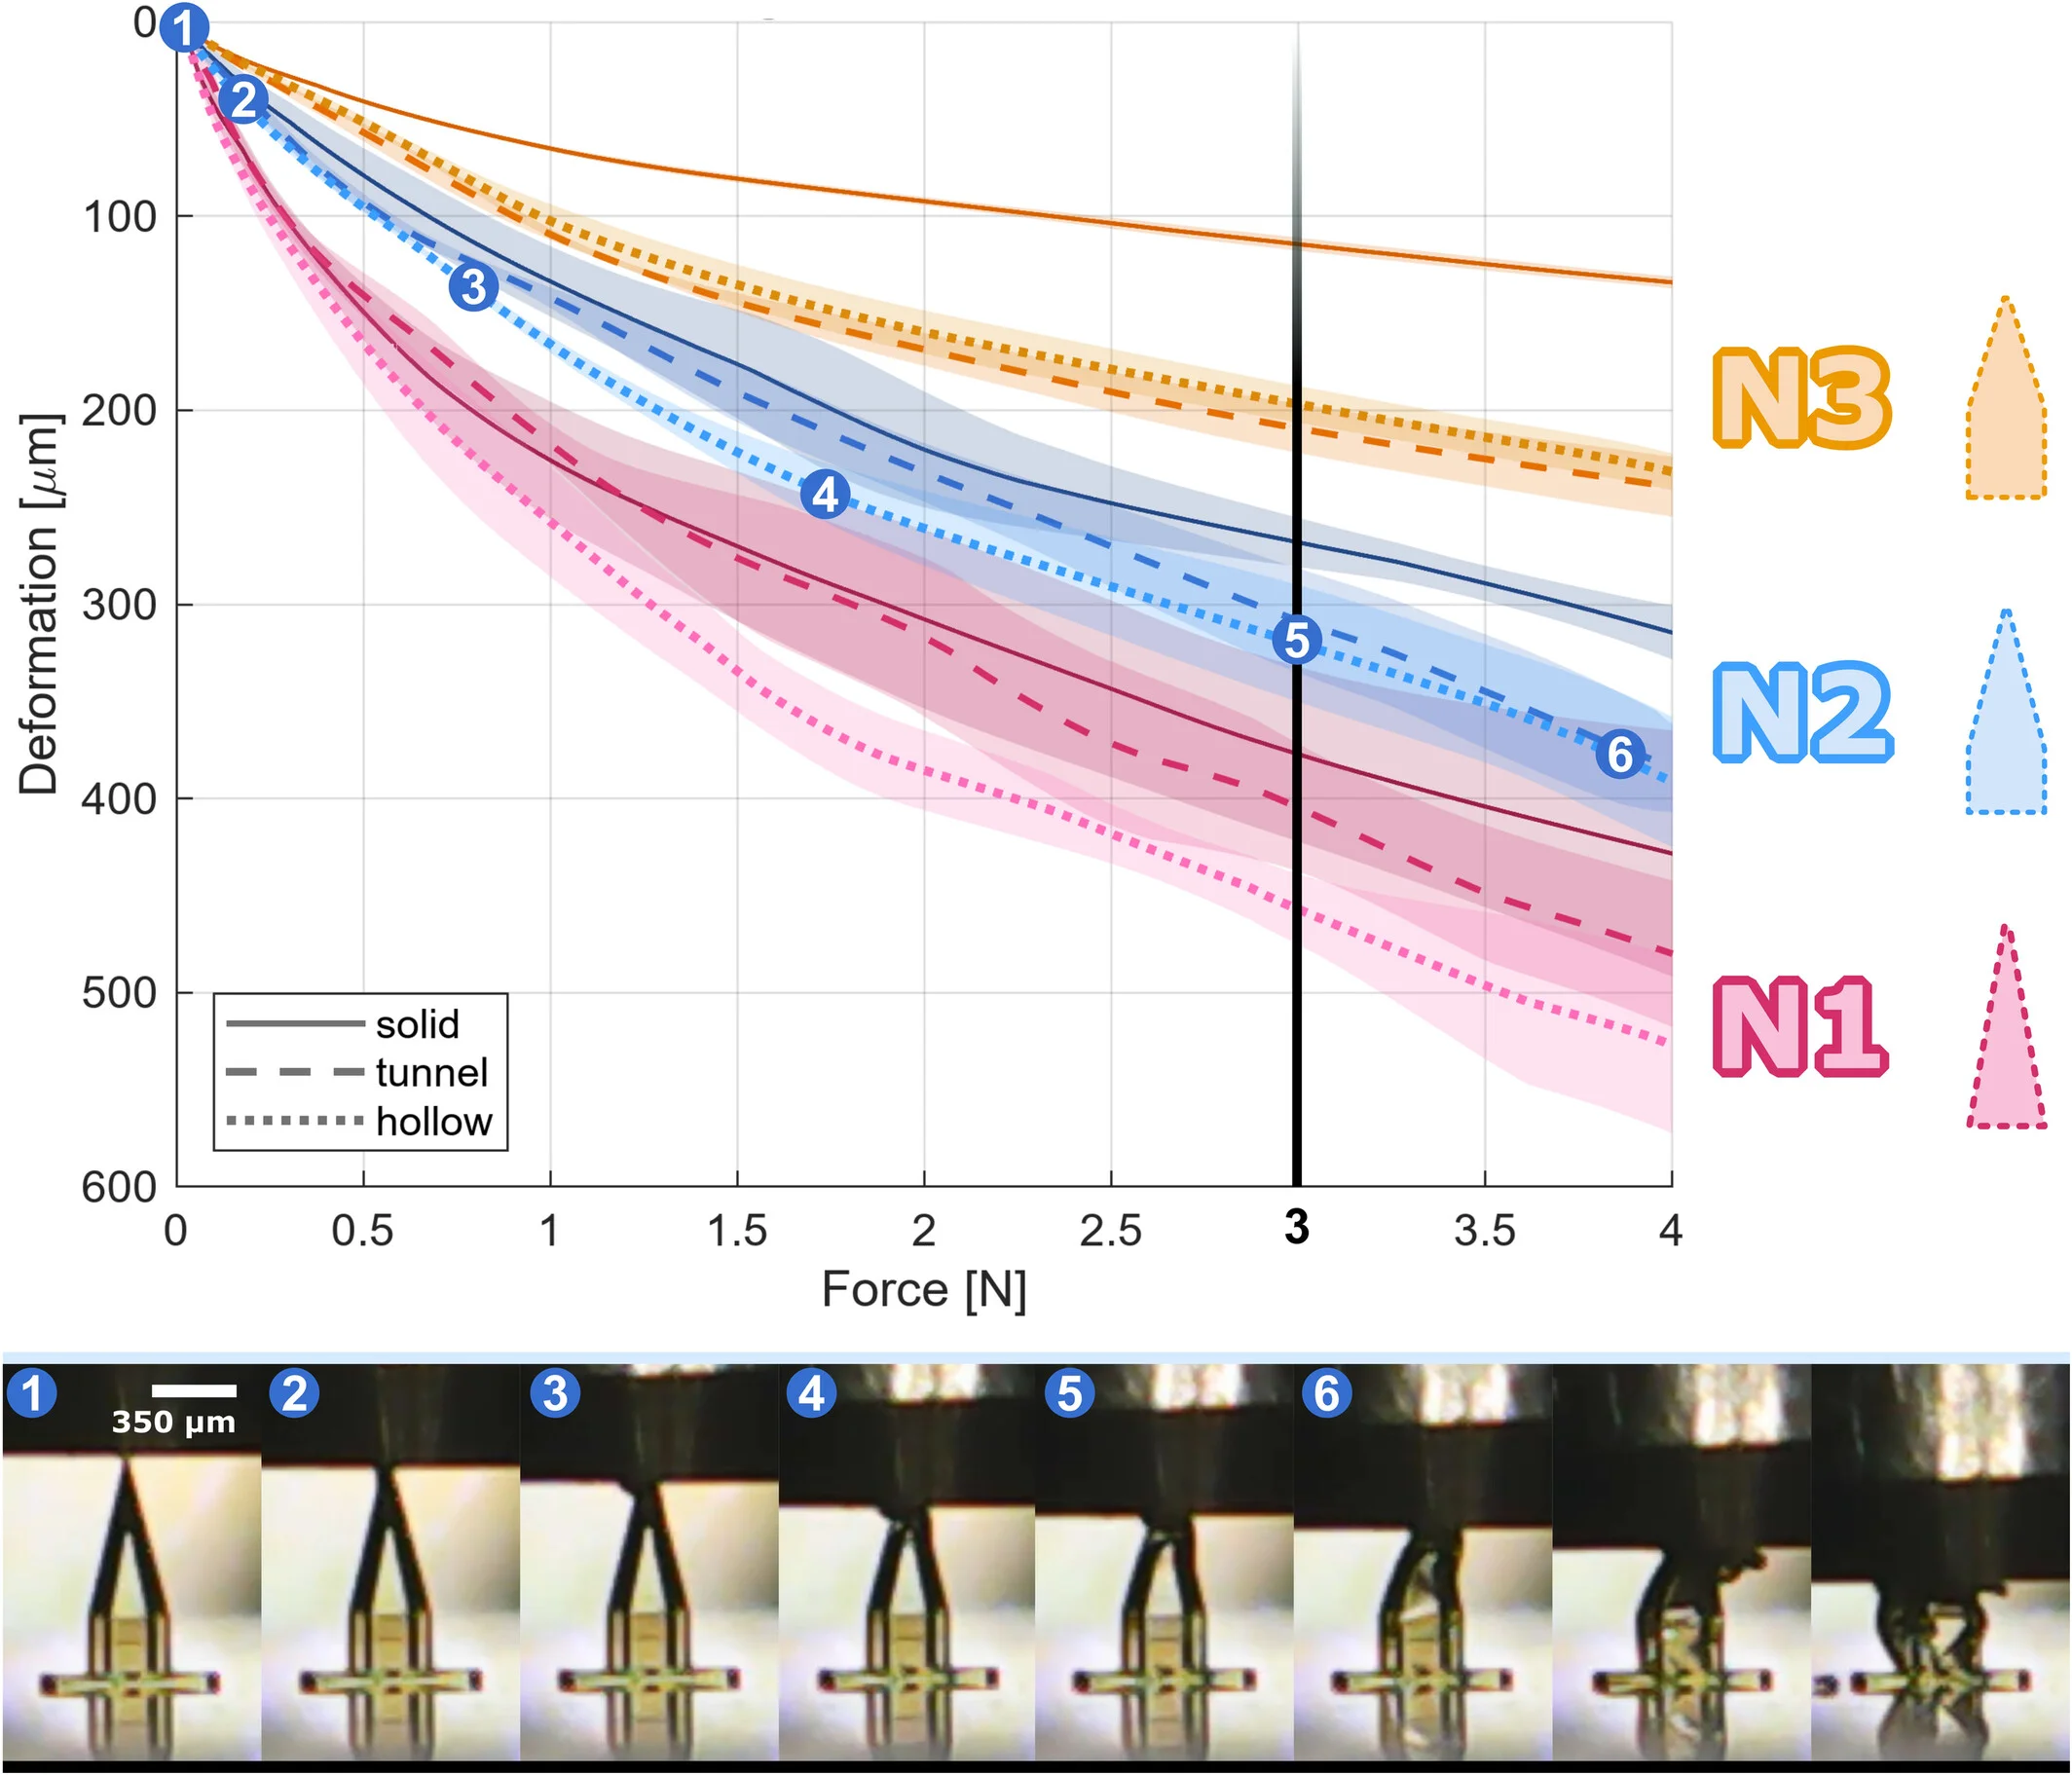 0
100
200
300
400
500
600
Deformation [μm]
1
2
3
4
5
6
solid
tunnel
hollow
0 0.5 1 1.5 2 2.5 3 3.5 4
Force [N]
N3
N2
N1
1 2 3 4 5 6
350 μm